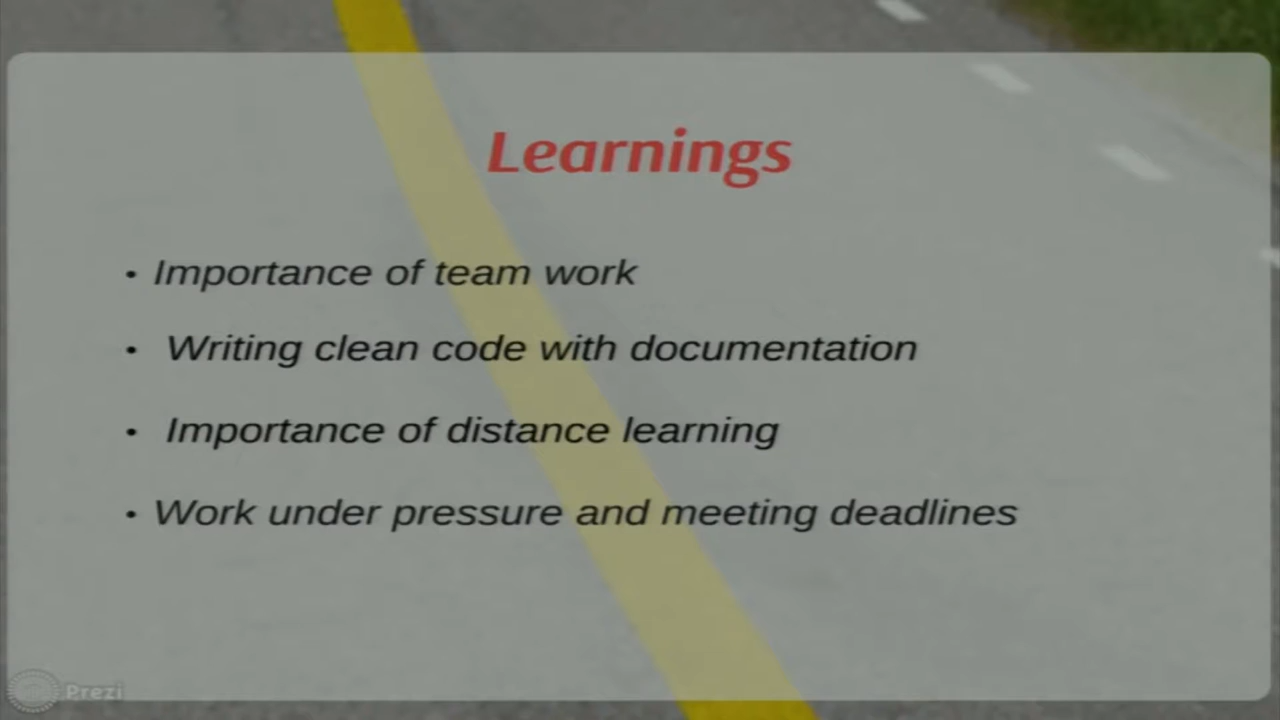 Learnings
• Importance of team work
• Writing clean code with documentation
• Importance of distance learning
• Work under pressure and meeting deadlines
Prezi